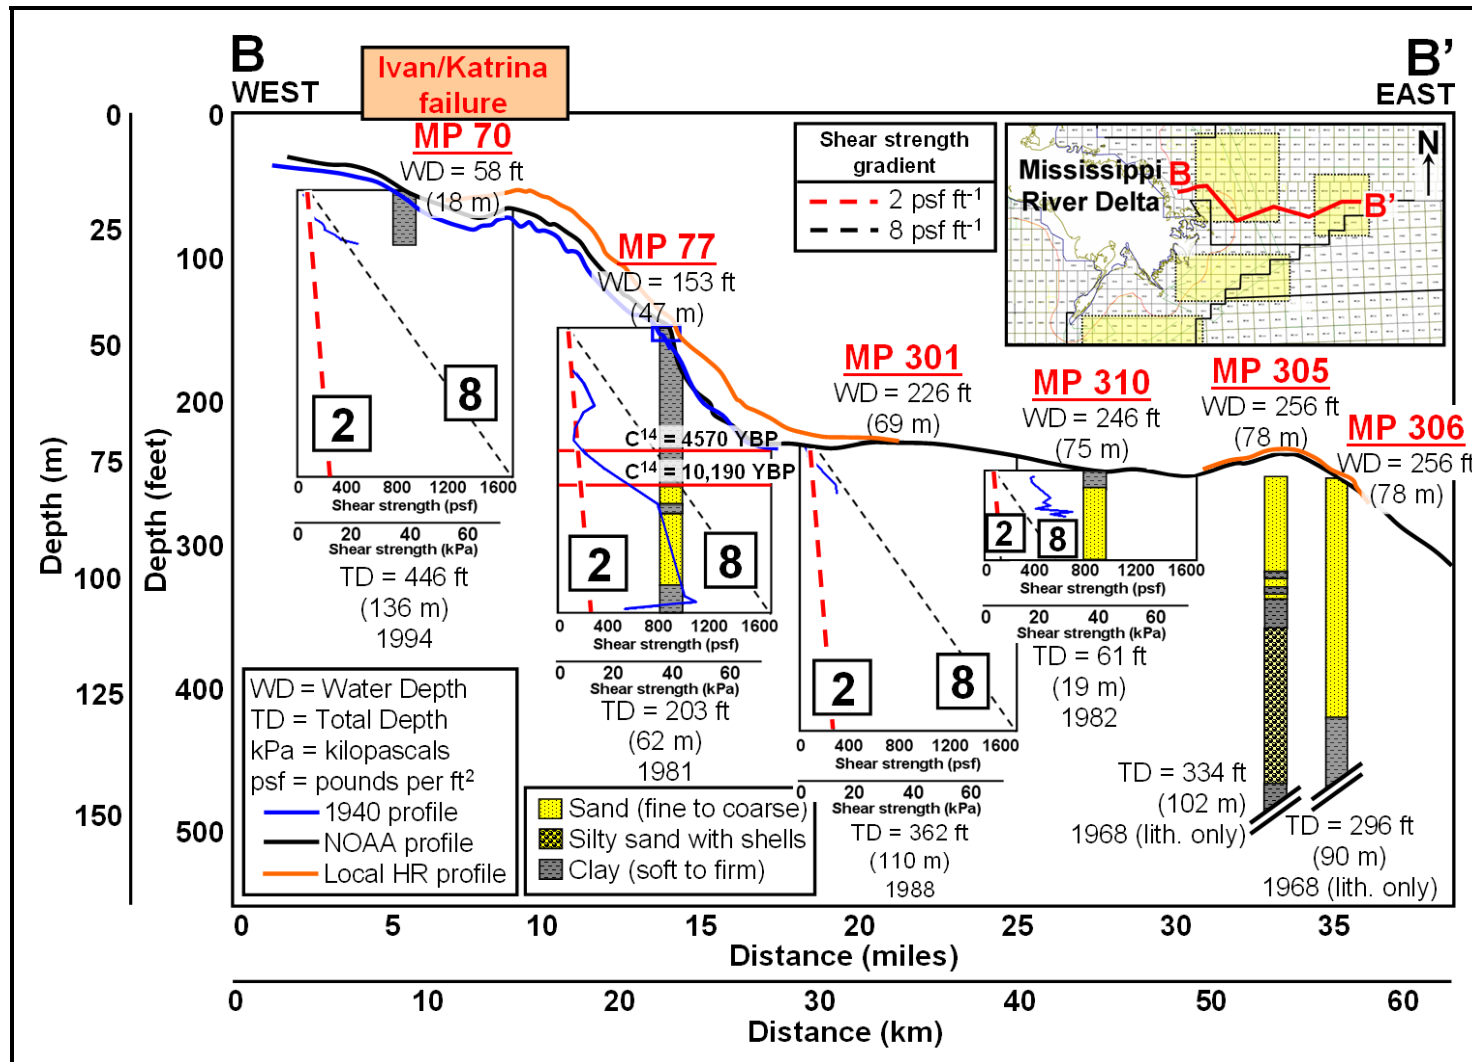 B
WEST
Ivan/Katrina
failure
B’
EAST
MP 70
WD = 58 ft
(18 m)
MP 77
WD = 153 ft
(47 m)
MP 301
WD = 226 ft
(69 m)
MP 310
WD = 246 ft
(75 m)
MP 305
WD = 256 ft
(78 m)
MP 306
WD = 256 ft
(78 m)
Shear strength
gradient
2 psf ft⁻¹
8 psf ft⁻¹
Mississippi
River Delta
B
B’
N
Depth (m)
0
25
50
75
100
125
150
Depth (feet)
0
50
100
200
300
400
500
2
8
0 400 800 1200 1600
Shear strength (psf)
0 20 40 60
Shear strength (kPa)
TD = 446 ft
(136 m)
1994
C¹⁴ = 4570 YBP
C¹⁴ = 10,190 YBP
2
8
0 400 800 1200 1600
Shear strength (psf)
0 20 40 60
Shear strength (kPa)
TD = 203 ft
(62 m)
1981
2
8
0 400 800 1200 1600
Shear strength (psf)
0 20 40 60
Shear strength (kPa)
TD = 362 ft
(110 m)
1988
2
8
0 400 800 1200 1600
Shear strength (psf)
0 20 40 60
Shear strength (kPa)
TD = 61 ft
(19 m)
1982
TD = 334 ft
(102 m)
1968 (lith. only)
TD = 296 ft
(90 m)
1968 (lith. only)
WD = Water Depth
TD = Total Depth
kPa = kilopascals
psf = pounds per ft²
1940 profile
NOAA profile
Local HR profile
Sand (fine to coarse)
Silty sand with shells
Clay (soft to firm)
0 5 10 15 20 25 30 35
Distance (miles)
0 10 20 30 40 50 60
Distance (km)